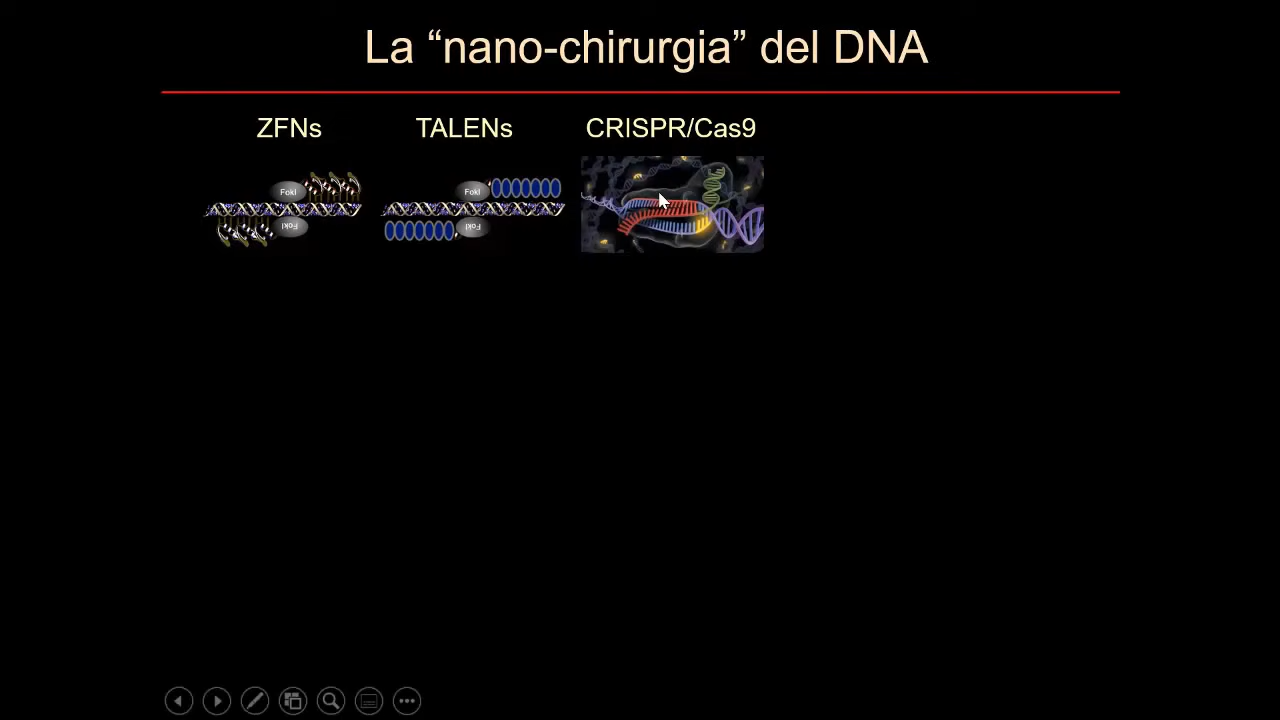 La “nano-chirurgia” del DNA
ZFNs
TALENs
CRISPR/Cas9
FokI
FokI
FokI
FokI